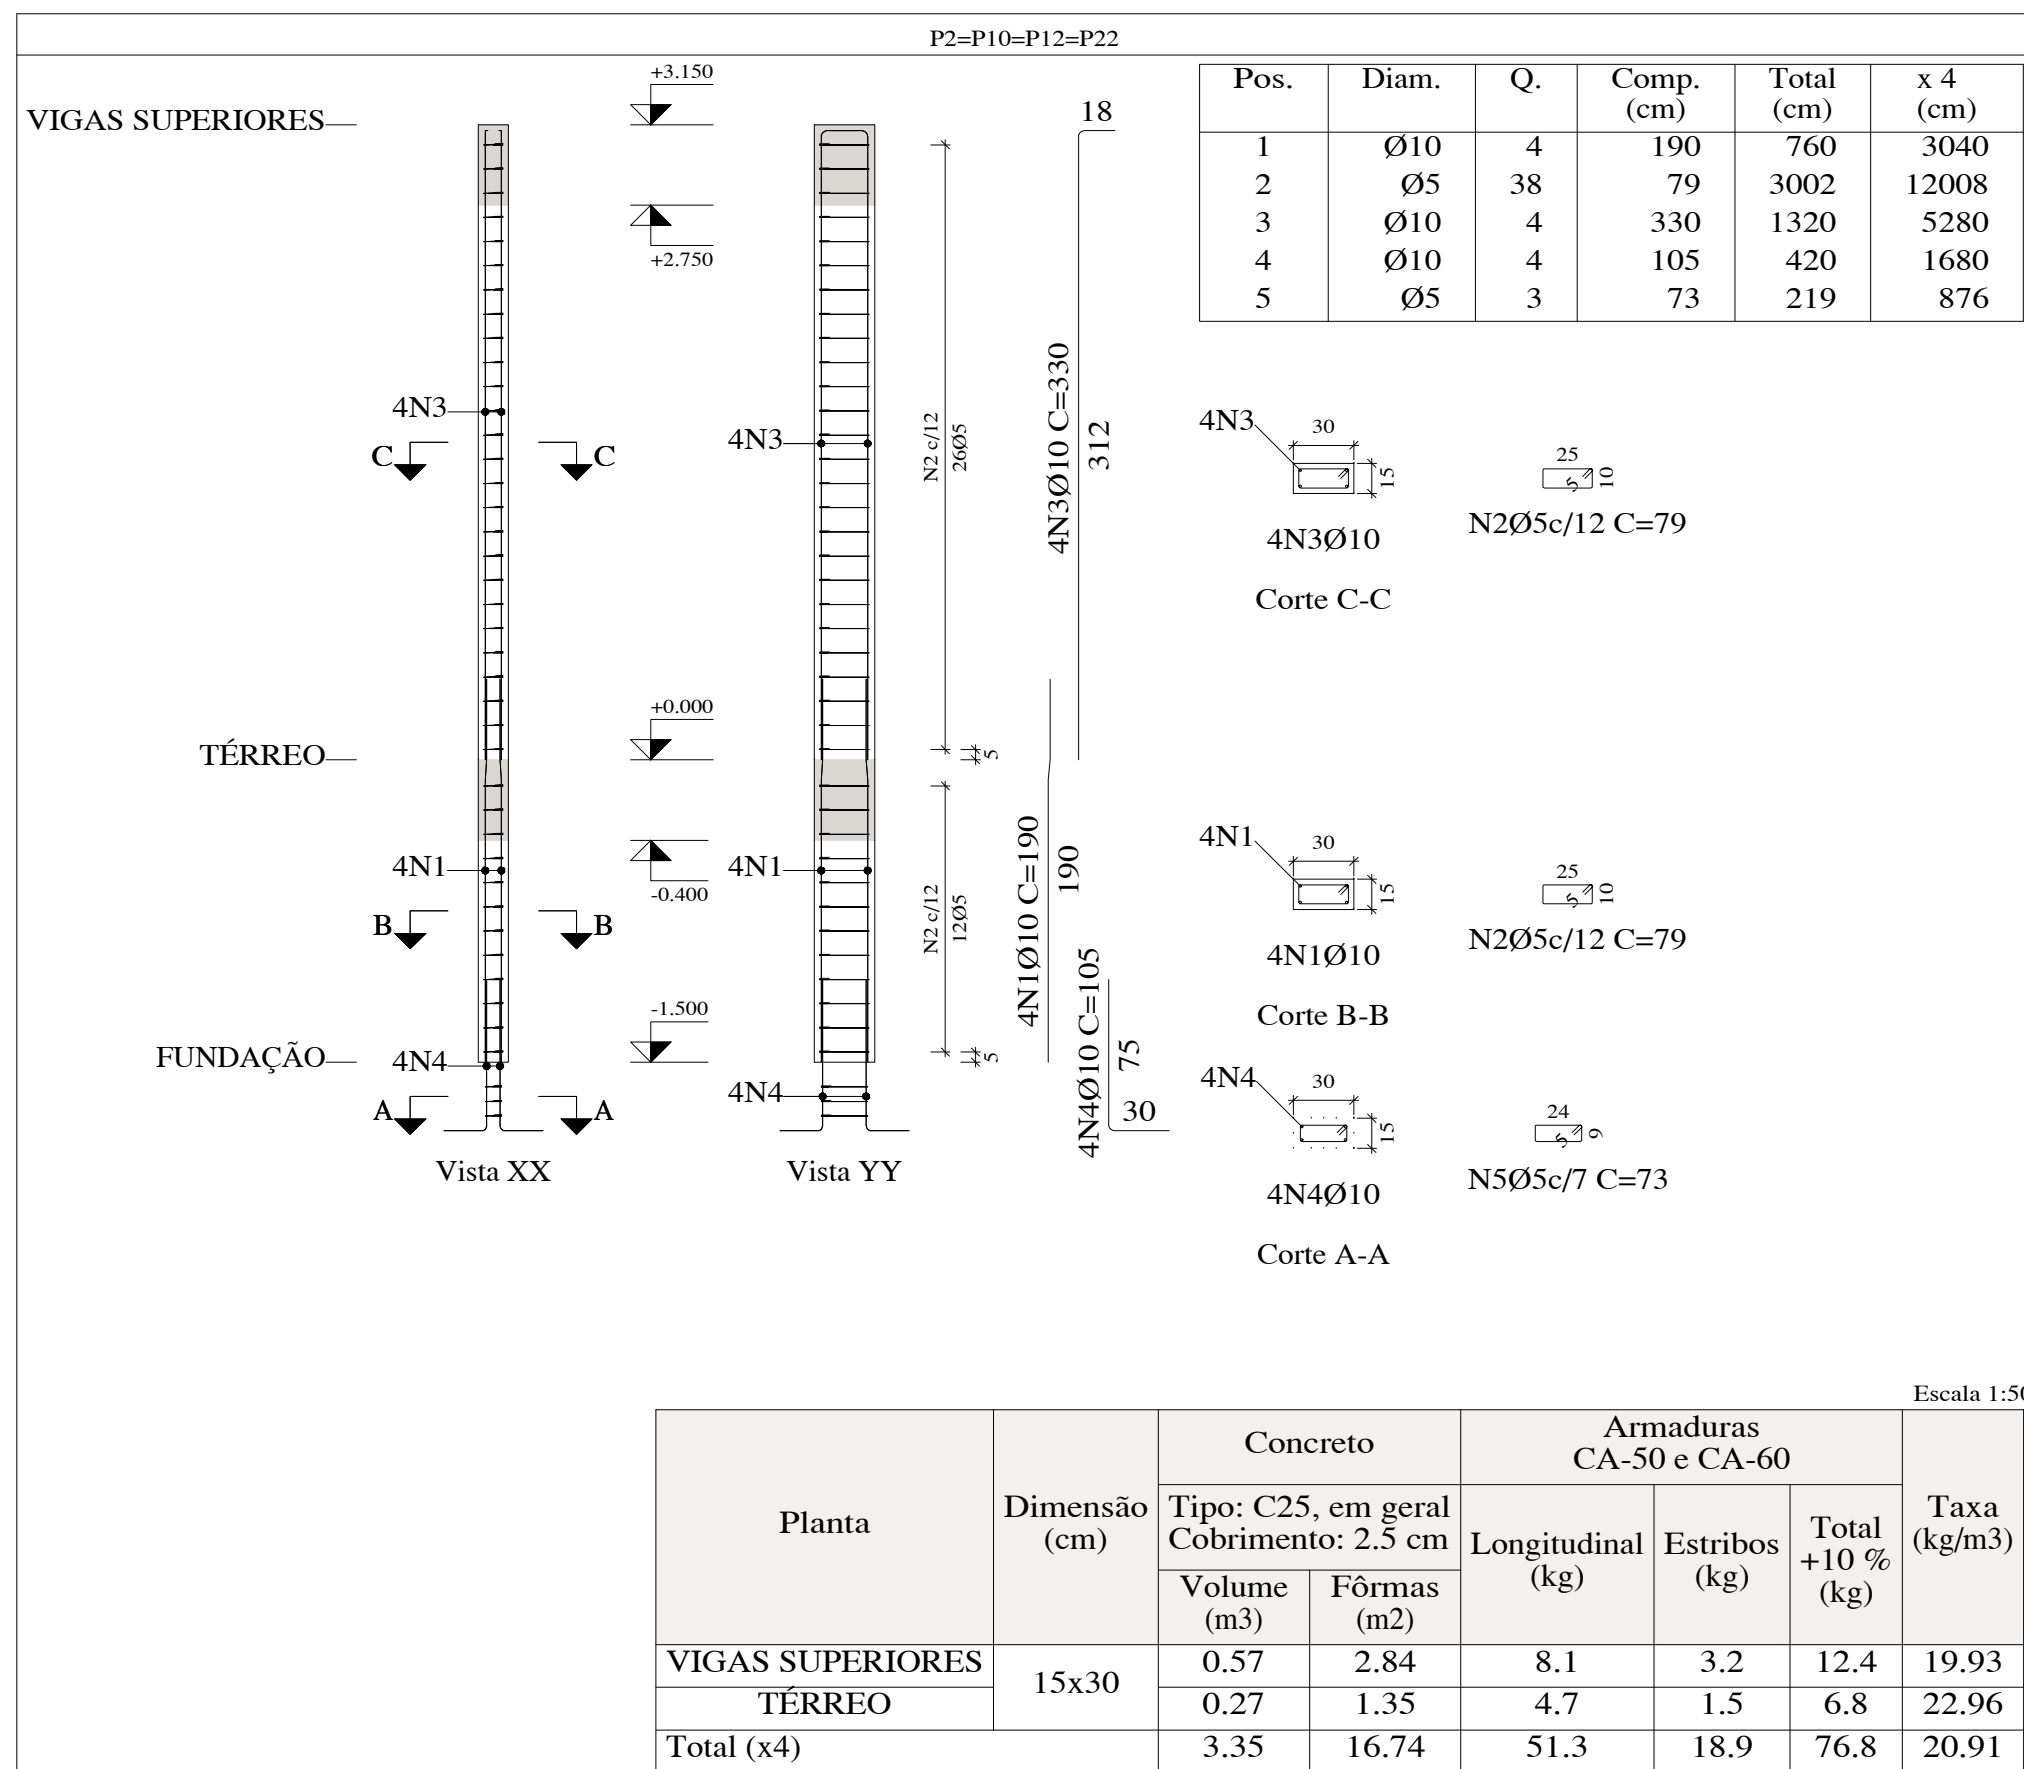 P2=P10=P12=P22
VIGAS SUPERIORES
+3.150
+2.750
4N3
C C
4N3
N2 c/12
26Ø5
4N3Ø10 C=330
312
18
TÉRREO
+0.000
5
4N1
-0.400
4N1
B B
N2 c/12
12Ø5
4N1Ø10 C=190
190
FUNDAÇÃO
-1.500
5
4N4
4N4
A A
4N4Ø10 C=105
75
30
Vista XX
Vista YY
Pos. Diam. Q. Comp. (cm) Total (cm) x 4 (cm)
1 Ø10 4 190 760 3040
2 Ø5 38 79 3002 12008
3 Ø10 4 330 1320 5280
4 Ø10 4 105 420 1680
5 Ø5 3 73 219 876
4N3
30
15
4N3Ø10
Corte C-C
25
5
10
N2Ø5c/12 C=79
4N1
30
15
4N1Ø10
Corte B-B
25
5
10
N2Ø5c/12 C=79
4N4
30
15
4N4Ø10
Corte A-A
24
5
9
N5Ø5c/7 C=73
Escala 1:50
Planta
Dimensão
(cm)
Concreto
Tipo: C25, em geral
Cobrimento: 2.5 cm
Volume
(m3)
Fôrmas
(m2)
Armaduras
CA-50 e CA-60
Longitudinal
(kg)
Estribos
(kg)
Total
+10 %
(kg)
Taxa
(kg/m3)
VIGAS SUPERIORES 15x30 0.57 2.84 8.1 3.2 12.4 19.93
TÉRREO 0.27 1.35 4.7 1.5 6.8 22.96
Total (x4) 3.35 16.74 51.3 18.9 76.8 20.91